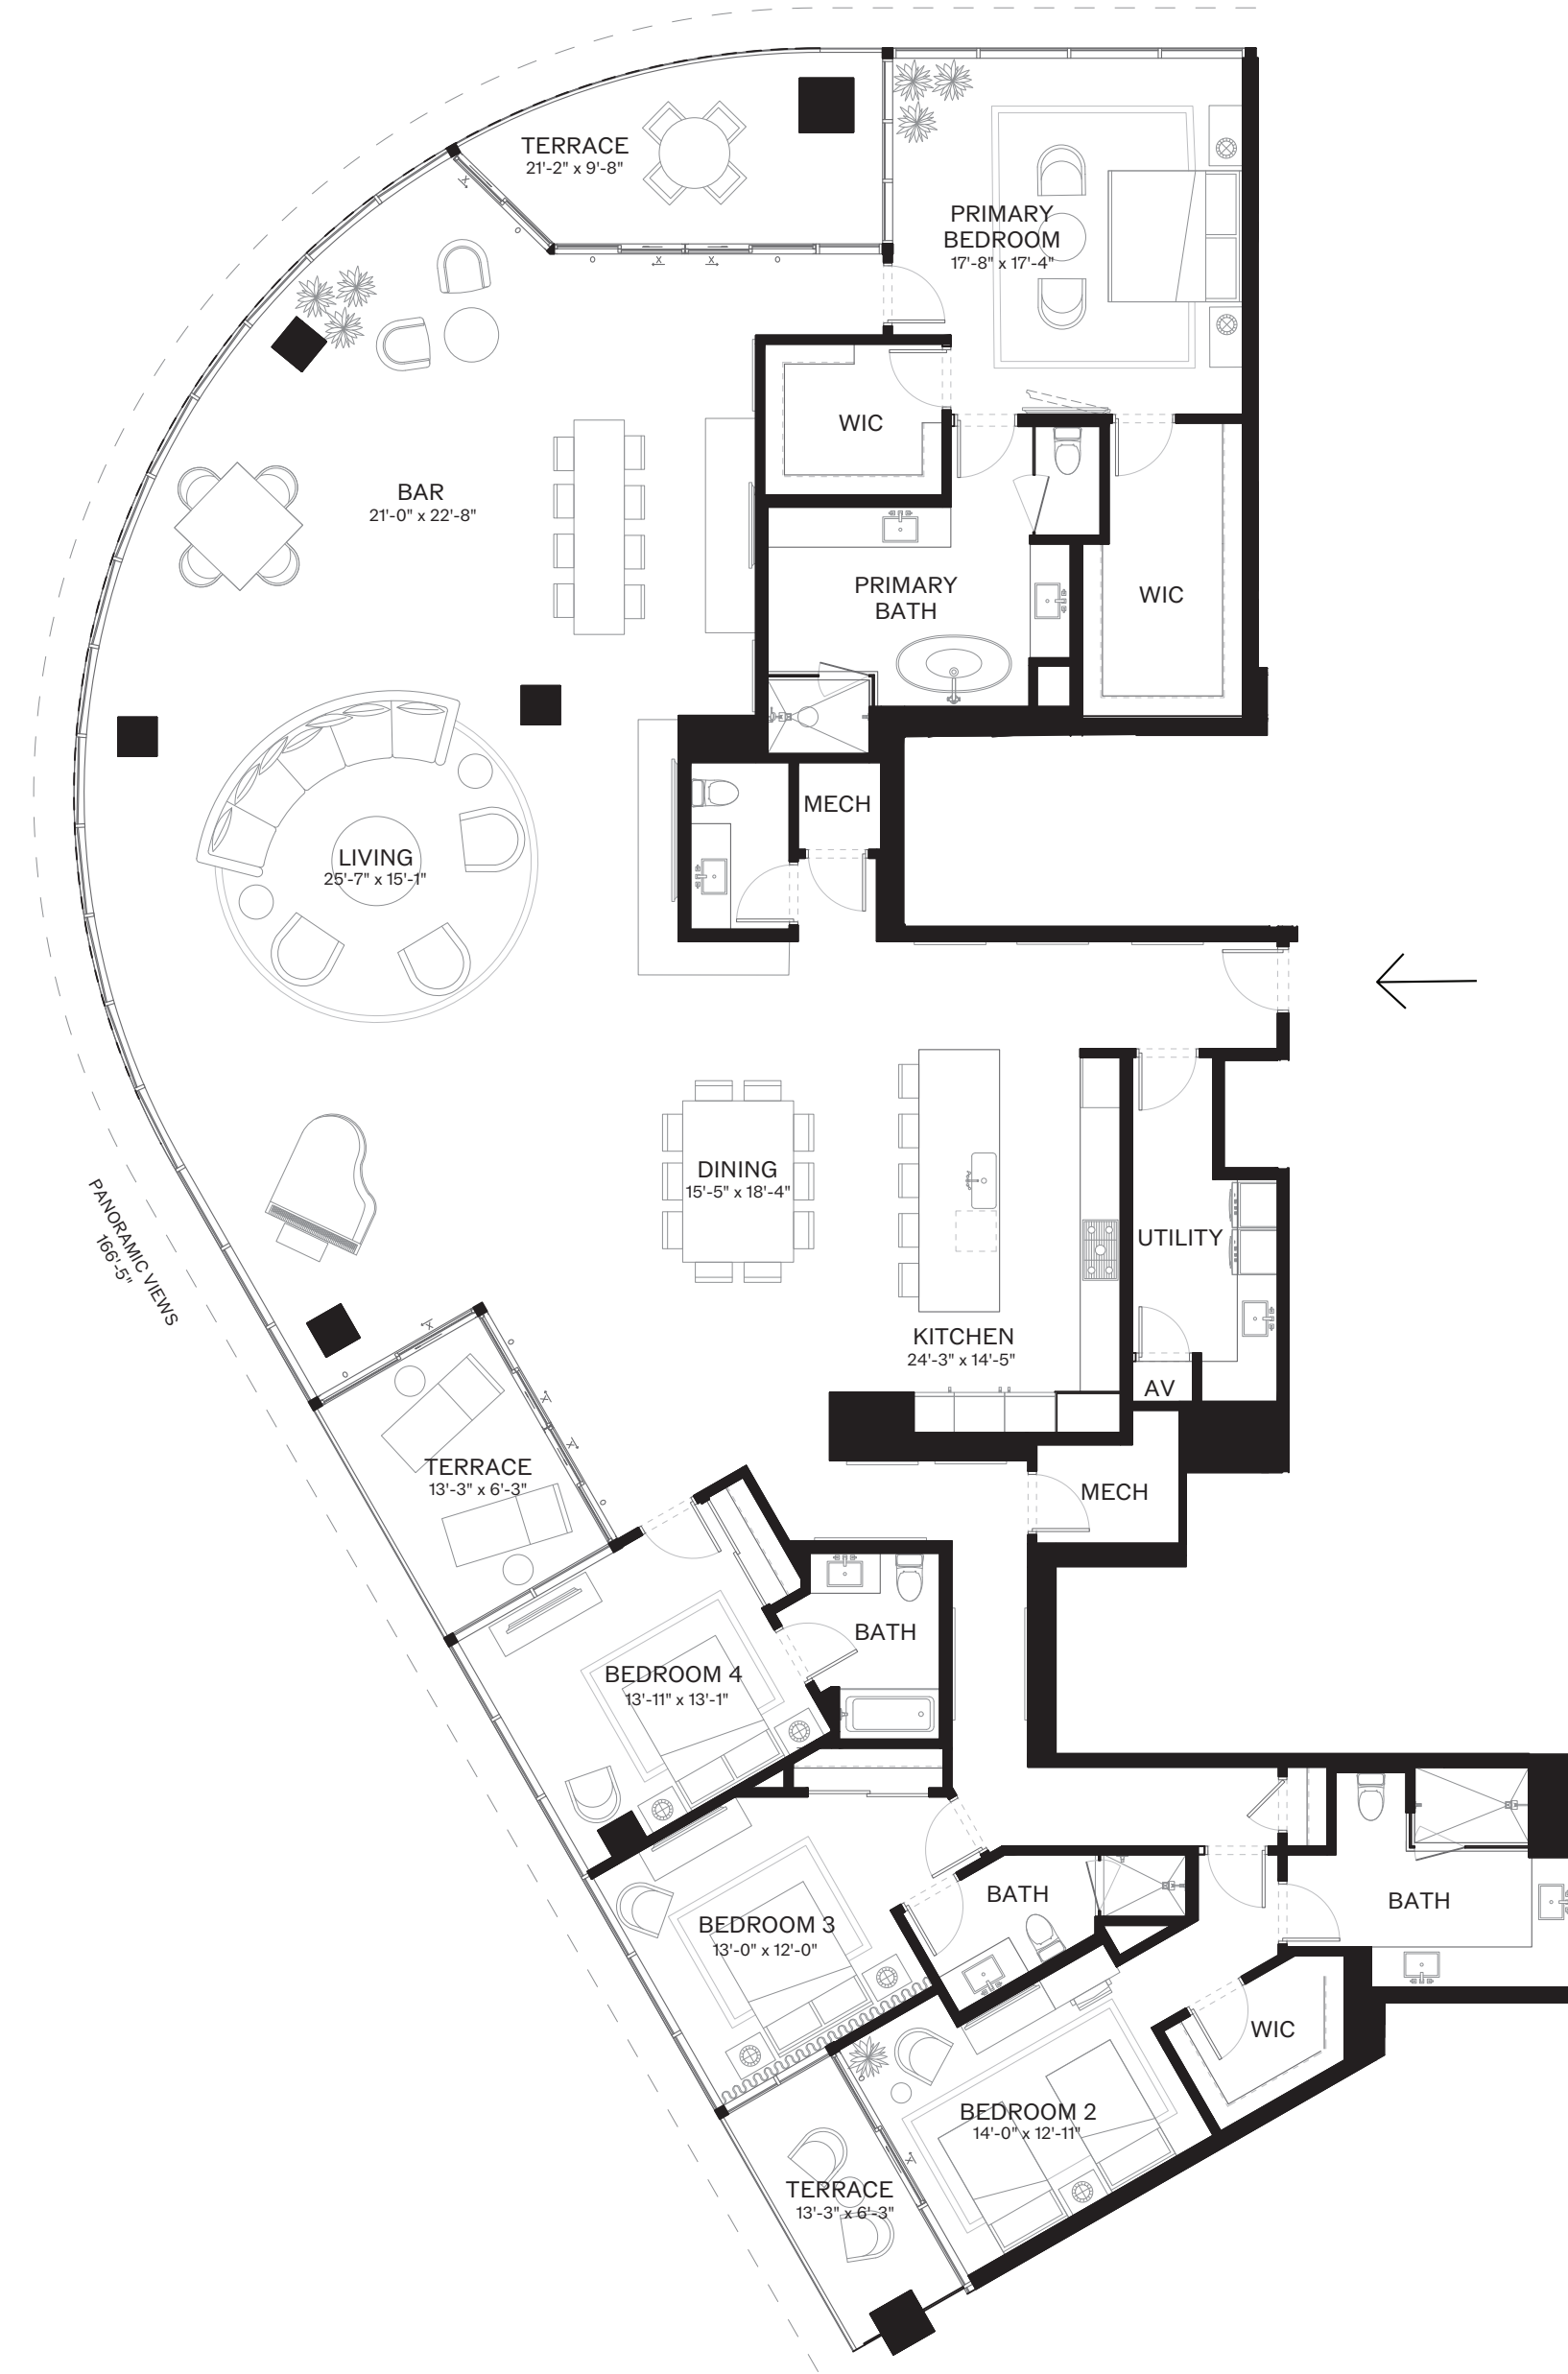 TERRACE
21'-2" x 9'-8"
PRIMARY
BEDROOM
17'-8" x 17'-4"
WIC
BAR
21'-0" x 22'-8"
PRIMARY
BATH
WIC
MECH
LIVING
25'-7" x 15'-1"
DINING
15'-5" x 18'-4"
UTILITY
PANORAMIC VIEWS
166'-5"
KITCHEN
24'-3" x 14'-5"
AV
TERRACE
13'-3" x 6'-3"
MECH
BATH
BEDROOM 4
13'-11" x 13'-1"
BATH
BATH
BEDROOM 3
13'-0" x 12'-0"
WIC
BEDROOM 2
14'-0" x 12'-11"
TERRACE
13'-3" x 6'-3"